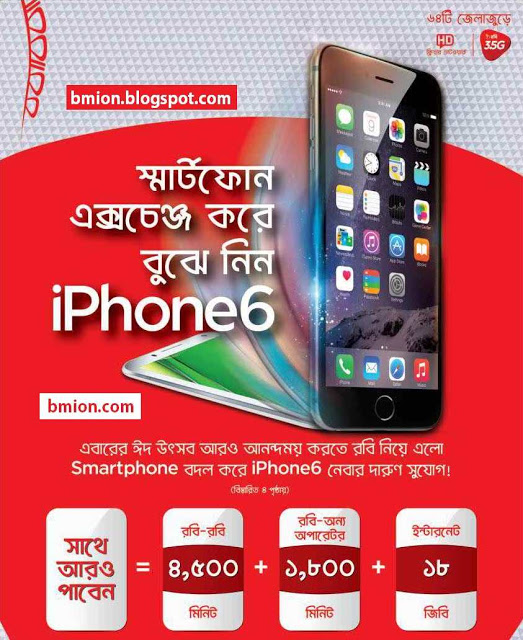 ৬৪টি জেলাজুড়ে
HD
3.5G
bmion.blogspot.com
স্মার্টফোন
এক্সচেঞ্জ করে
বুঝে নিন
iPhone6
bmion.com
এবারের ঈদ উৎসব আরও আনন্দময় করতে রবি নিয়ে এলো
Smartphone বদল করে iPhone6 নেবার দারুণ সুযোগ!
(বিস্তারিত ৪ পৃষ্ঠায়)
সাথে
আরও
পাবেন
=
রবি-রবি
৪,৫০০
মিনিট
+
রবি-অন্য
অপারেটর
১,৮০০
মিনিট
+
ইন্টারনেট
১৮
জিবি